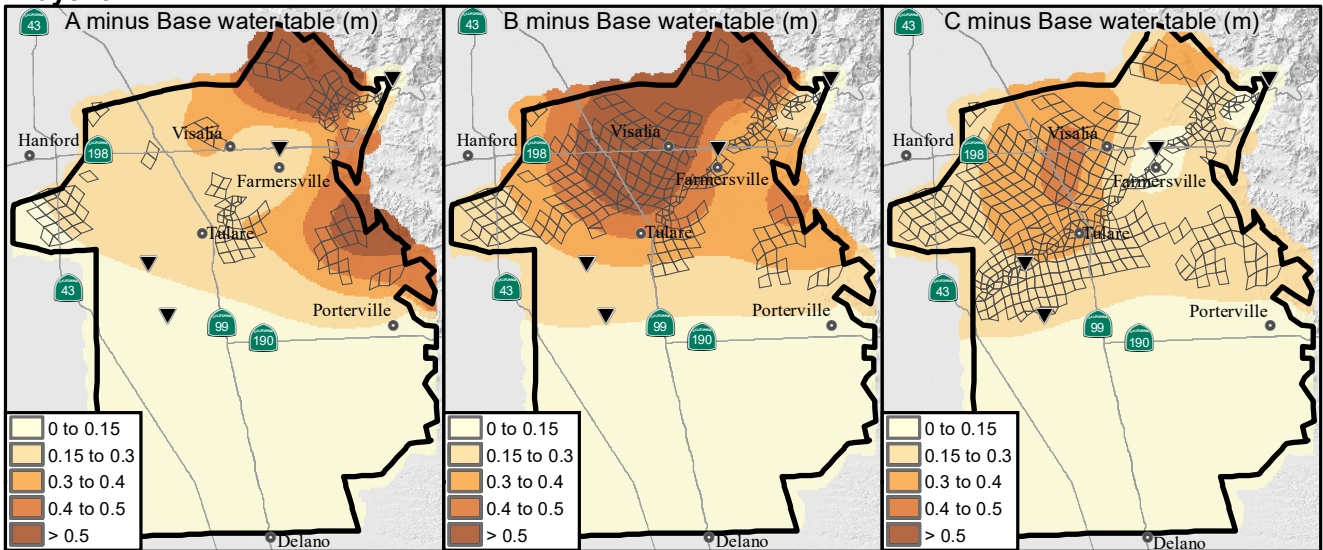 A minus Base water table (m)
43
Hanford
198
Visalia
Farmersville
Tulare
43
Porterville
CALIFORNIA
99
190
0 to 0.15
0.15 to 0.3
0.3 to 0.4
0.4 to 0.5
> 0.5
Delano
B minus Base water table (m)
43
Hanford
198
Visalia
Farmersville
Tulare
43
Porterville
99
190
0 to 0.15
0.15 to 0.3
0.3 to 0.4
0.4 to 0.5
> 0.5
Delano
C minus Base water table (m)
43
Hanford
198
Visalia
Farmersville
Tulare
43
Porterville
99
190
0 to 0.15
0.15 to 0.3
0.3 to 0.4
0.4 to 0.5
> 0.5
Delano